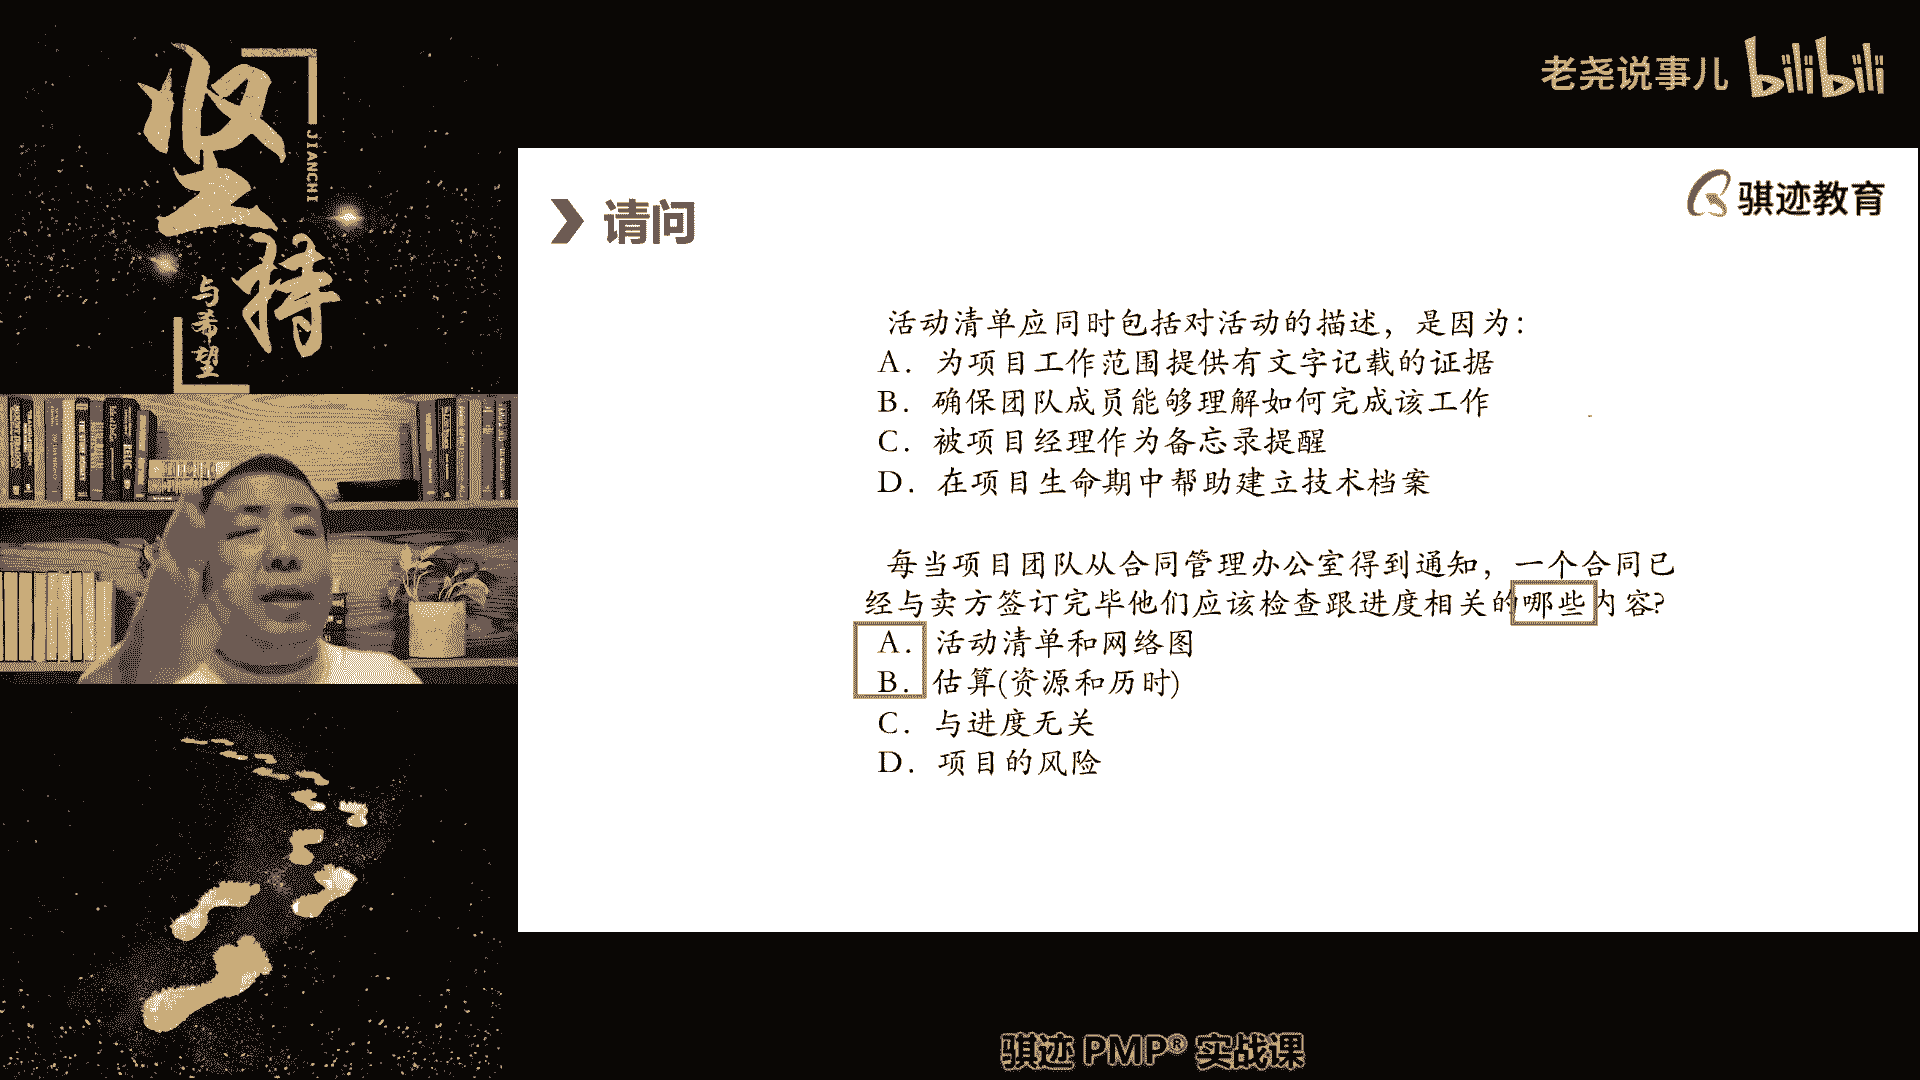 坚持
JIANCHI
与希望
老尧说事儿 bilibili
骐迹教育
请问
活动清单应同时包括对活动的描述，是因为：
A. 为项目工作范围提供有文字记载的证据
B. 确保团队成员能够理解如何完成该工作
C. 被项目经理作为备忘录提醒
D. 在项目生命期中帮助建立技术档案
每当项目团队从合同管理办公室得到通知，一个合同已
经与卖方签订完毕他们应该检查跟进度相关的哪些内容?
A. 活动清单和网络图
B. 估算(资源和历时)
C. 与进度无关
D. 项目的风险
骐迹 PMP® 实战课